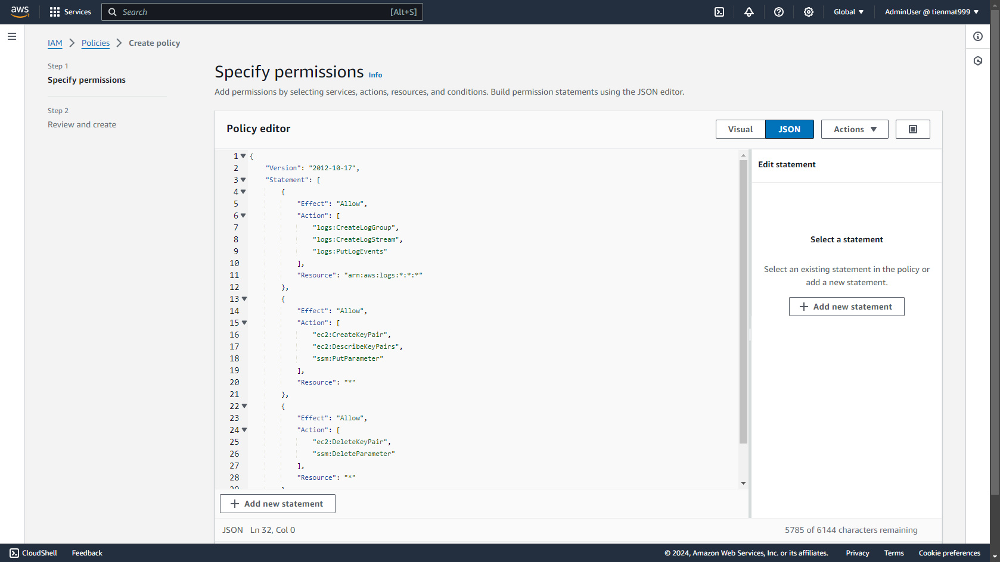 aws
Services
Search
[Alt+S]
Global
AdminUser @ tienmat999
IAM
Policies
Create policy
Step 1
Specify permissions
Step 2
Review and create
Specify permissions
Info
Add permissions by selecting services, actions, resources, and conditions. Build permission statements using the JSON editor.
Policy editor
Visual
JSON
Actions
1 {
2 "Version": "2012-10-17",
3 "Statement": [
4 {
5 "Effect": "Allow",
6 "Action": [
7 "logs:CreateLogGroup",
8 "logs:CreateLogStream",
9 "logs:PutLogEvents"
10 ],
11 "Resource": "arn:aws:logs:*:*:*"
12 },
13 {
14 "Effect": "Allow",
15 "Action": [
16 "ec2:CreateKeyPair",
17 "ec2:DescribeKeyPairs",
18 "ssm:PutParameter"
19 ],
20 "Resource": "*"
21 },
22 {
23 "Effect": "Allow",
24 "Action": [
25 "ec2:DeleteKeyPair",
26 "ssm:DeleteParameter"
27 ],
28 "Resource": "*"
Add new statement
Edit statement
Select a statement
Select an existing statement in the policy or
add a new statement.
Add new statement
JSON Ln 32, Col 0
5785 of 6144 characters remaining
CloudShell
Feedback
© 2024, Amazon Web Services, Inc. or its affiliates.
Privacy
Terms
Cookie preferences